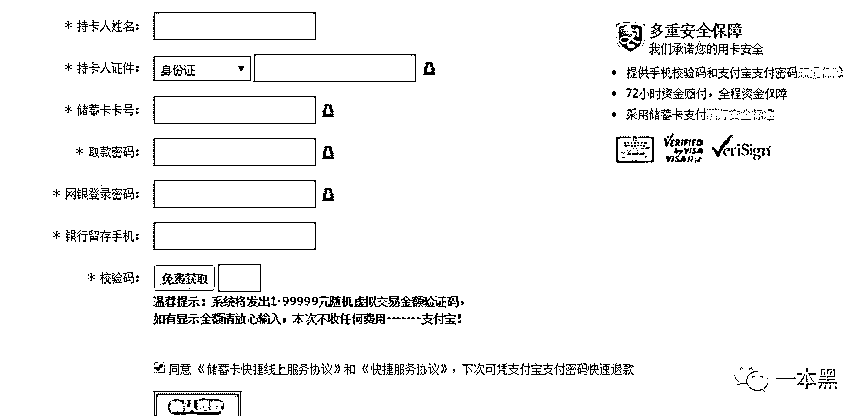 * 持卡人姓名：
* 持卡人证件： 身份证
* 储蓄卡卡号：
* 取款密码：
* 网银登录密码：
* 银行留存手机：
* 校验码： 免费获取
温馨提示：系统将发出1-99999元随机虚拟交易金额验证码，
如有显示金额请放心输入，本次不收任何费用-------支付宝！
同意《储蓄卡快捷线上服务协议》和《快捷服务协议》，下次可凭支付宝支付密码快速退款
多重安全保障
我们承诺您的用卡安全
• 提供手机校验码和支付宝支付密码
• 72小时资金赔付，全程资金保障
• 采用储蓄卡支付
VERIFIED
by VISA
VeriSign
一本黑